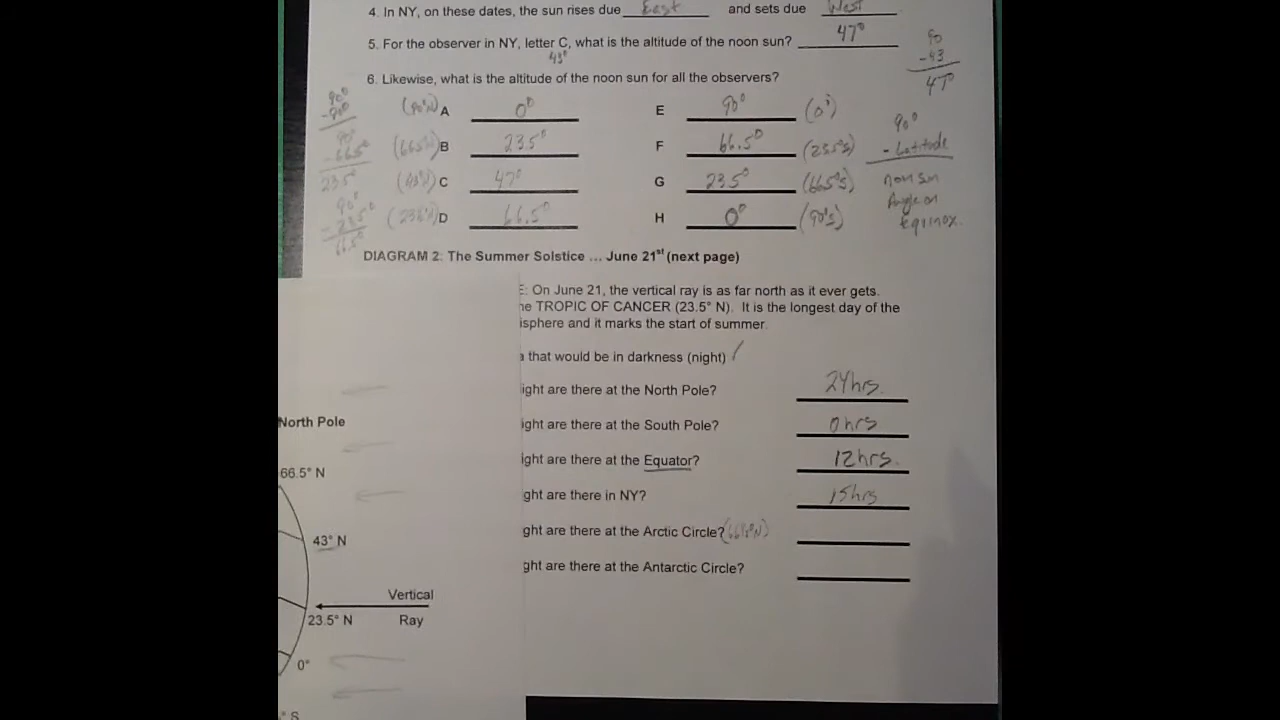 4. In NY, on these dates, the sun rises due East and sets due West
5. For the observer in NY, letter C, what is the altitude of the noon sun? 47°
43°
90
-43
47°
6. Likewise, what is the altitude of the noon sun for all the observers?
90°
-90°
(90°N) A 0° E 90° (0°)
90°
-66.5°
23.5°
(66.5°N) B 23.5° F 66.5° (23.5°S)
90°
- Latitude
noon sun
Angle on
Equinox.
(43°N) C 47° G 23.5° (66.5°S)
90°
-23.5°
66.5°
(23.5°N) D 66.5° H 0° (90°S)
DIAGRAM 2: The Summer Solstice ... June 21st (next page)
E: On June 21, the vertical ray is as far north as it ever gets.
he TROPIC OF CANCER (23.5° N). It is the longest day of the
isphere and it marks the start of summer.
a that would be in darkness (night)
ight are there at the North Pole? 24hrs.
ight are there at the South Pole? 0hrs
ight are there at the Equator? 12hrs.
ght are there in NY? 15hrs
ght are there at the Arctic Circle? (66½°N)
ght are there at the Antarctic Circle?
North Pole
66.5° N
43° N
Vertical
23.5° N Ray
0°
° S